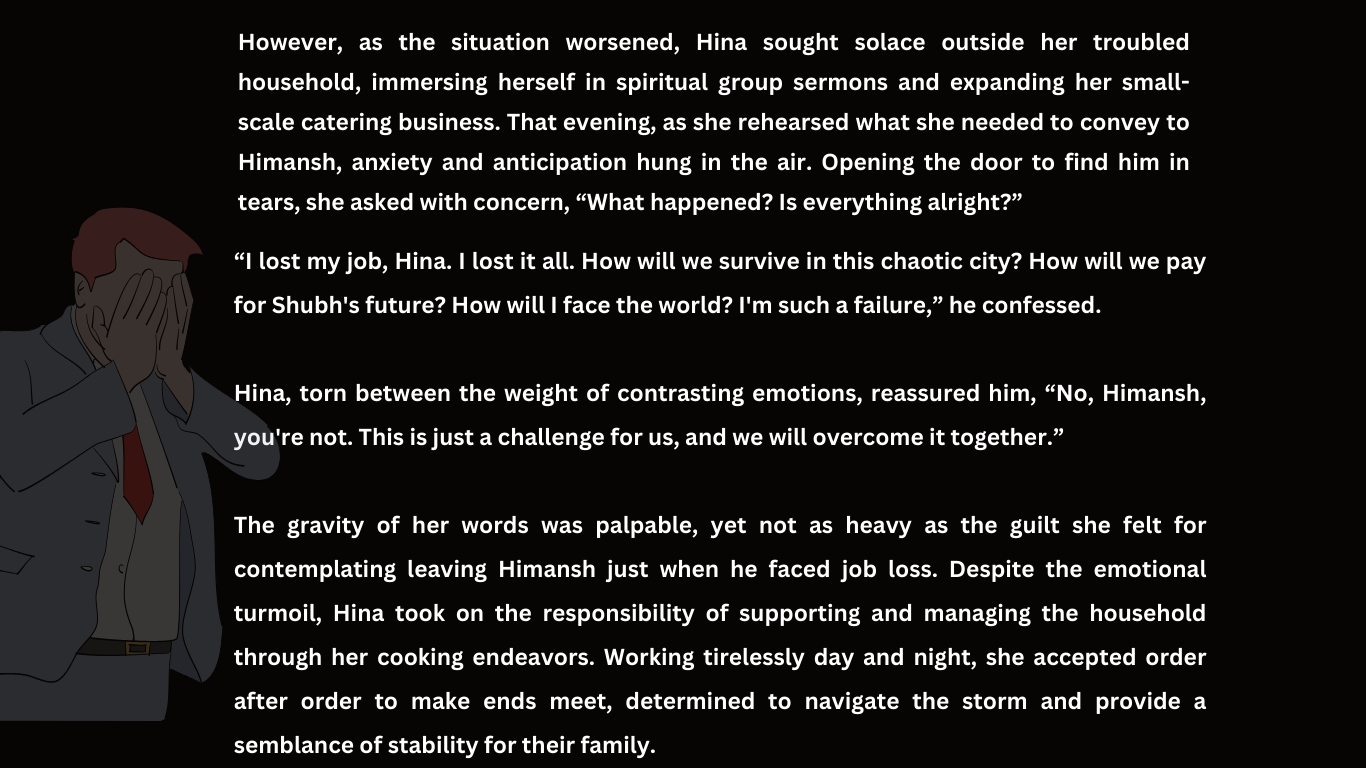 However, as the situation worsened, Hina sought solace outside her troubled
household, immersing herself in spiritual group sermons and expanding her small-
scale catering business. That evening, as she rehearsed what she needed to convey to
Himansh, anxiety and anticipation hung in the air. Opening the door to find him in
tears, she asked with concern, “What happened? Is everything alright?”
“I lost my job, Hina. I lost it all. How will we survive in this chaotic city? How will we pay
for Shubh's future? How will I face the world? I'm such a failure,” he confessed.
Hina, torn between the weight of contrasting emotions, reassured him, “No, Himansh,
you're not. This is just a challenge for us, and we will overcome it together.”
The gravity of her words was palpable, yet not as heavy as the guilt she felt for
contemplating leaving Himansh just when he faced job loss. Despite the emotional
turmoil, Hina took on the responsibility of supporting and managing the household
through her cooking endeavors. Working tirelessly day and night, she accepted order
after order to make ends meet, determined to navigate the storm and provide a
semblance of stability for their family.